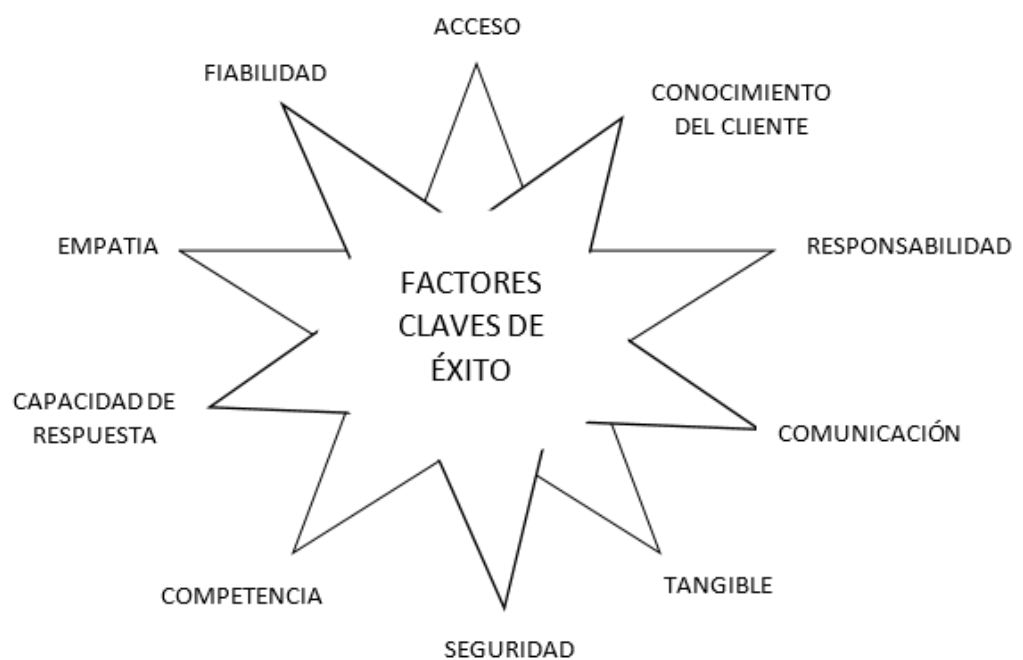 ACCESO
FIABILIDAD
CONOCIMIENTO
DEL CLIENTE
EMPATIA
RESPONSABILIDAD
FACTORES
CLAVES DE
ÉXITO
CAPACIDAD DE
RESPUESTA
COMUNICACIÓN
COMPETENCIA
TANGIBLE
SEGURIDAD